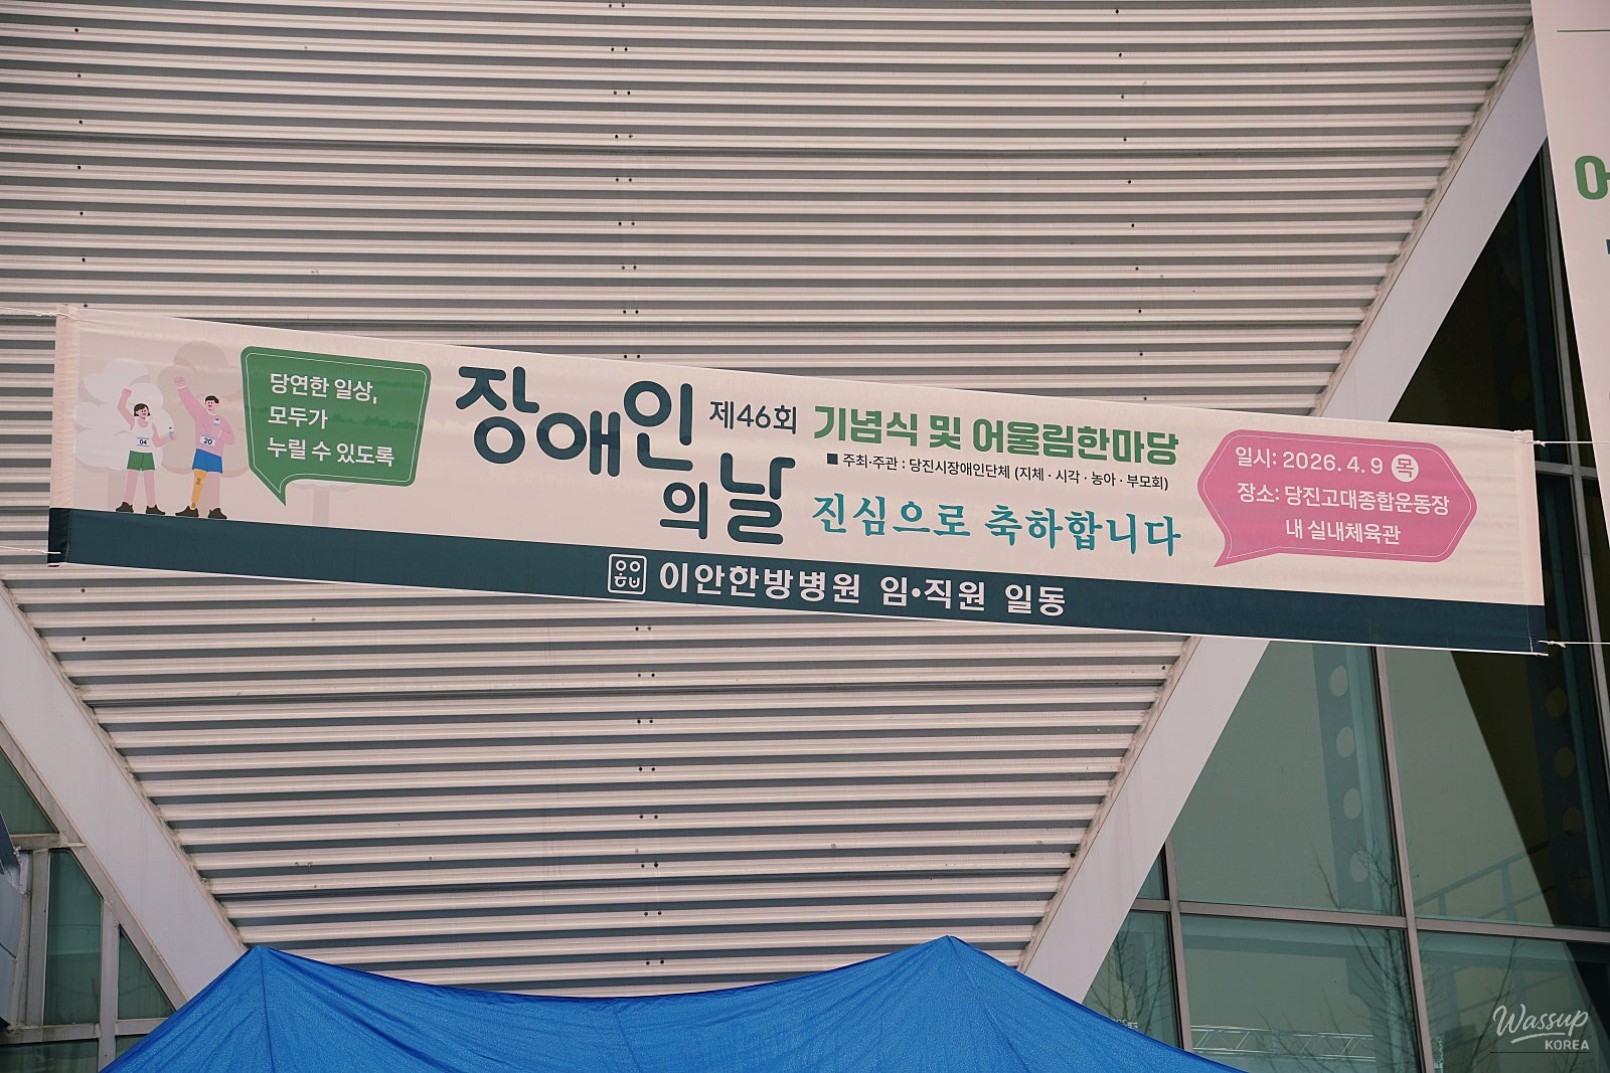 당연한 일상,
모두가
누릴 수 있도록
04
20
장애인의 날
제46회
기념식 및 어울림한마당
■ 주최·주관 : 당진시장애인단체 (지체 · 시각 · 농아 · 부모회)
진심으로 축하합니다
일시: 2026. 4. 9 목
장소: 당진고대종합운동장
내 실내체육관
이안한방병원 임•직원 일동
어
Wassup
KOREA